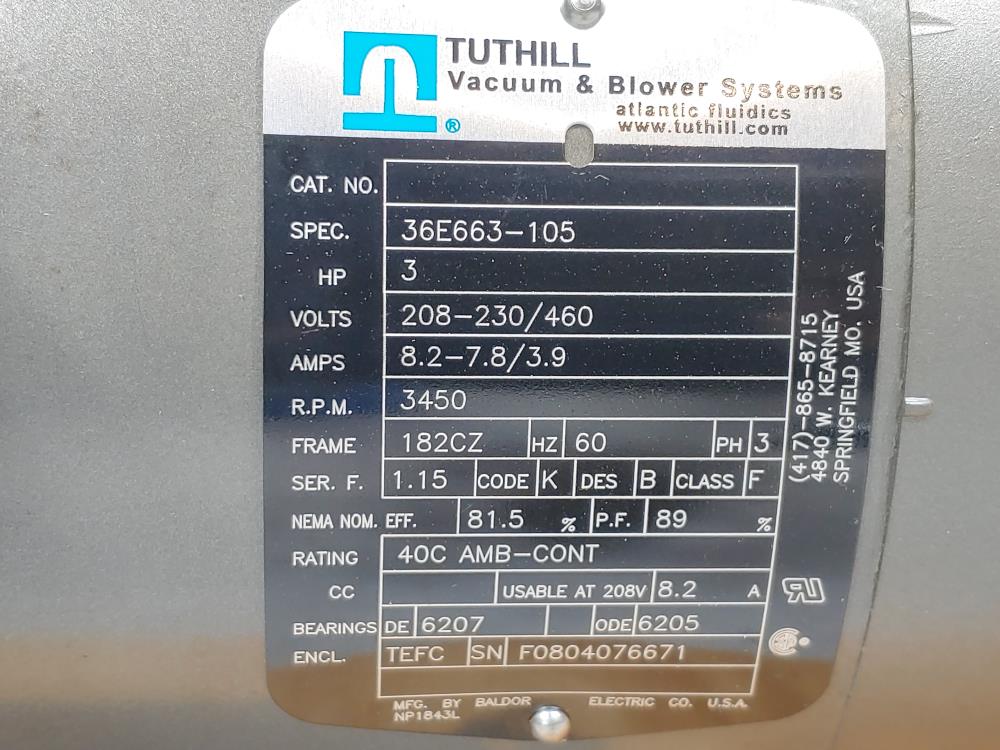 TUTHILL
Vacuum & Blower Systems
atlantic fluidics
www.tuthill.com
®
CAT. NO.
SPEC. 36E663-105
HP 3
VOLTS 208-230/460
AMPS 8.2-7.8/3.9
R.P.M. 3450
FRAME 182CZ HZ 60 PH 3
SER. F. 1.15 CODE K DES B CLASS F
NEMA NOM. EFF. 81.5 % P.F. 89 %
RATING 40C AMB-CONT
CC USABLE AT 208V 8.2 A
BEARINGS DE 6207 ODE 6205
ENCL. TEFC SN F0804076671
MFG. BY BALDOR ELECTRIC CO. U.S.A.
NP1843L
(417)-865-8715
4840 W. KEARNEY
SPRINGFIELD MO. USA